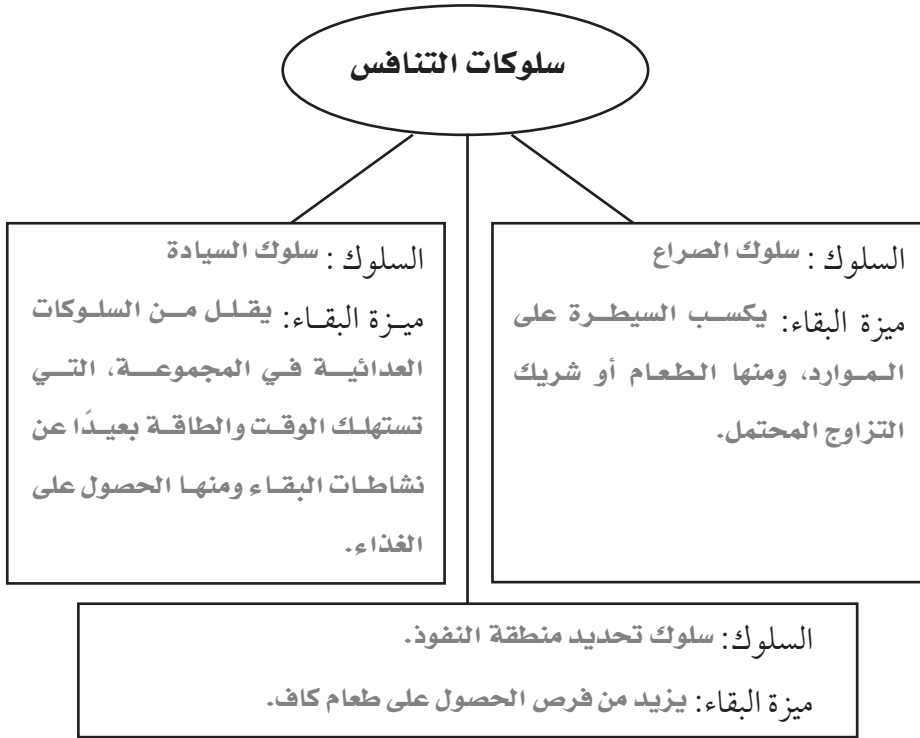 سلوكات التنافس
السلوك: سلوك الصراع
ميزة البقاء: يكسب السيطرة على
الموارد، ومنها الطعام أو شريك
التزاوج المحتمل.
السلوك: سلوك السيادة
ميزة البقاء: يقلل من السلوكات
العدائية في المجموعة، التي
تستهلك الوقت والطاقة بعيدًا عن
نشاطات البقاء ومنها الحصول على
الغذاء.
السلوك: سلوك تحديد منطقة النفوذ.
ميزة البقاء: يزيد من فرص الحصول على طعام كاف.